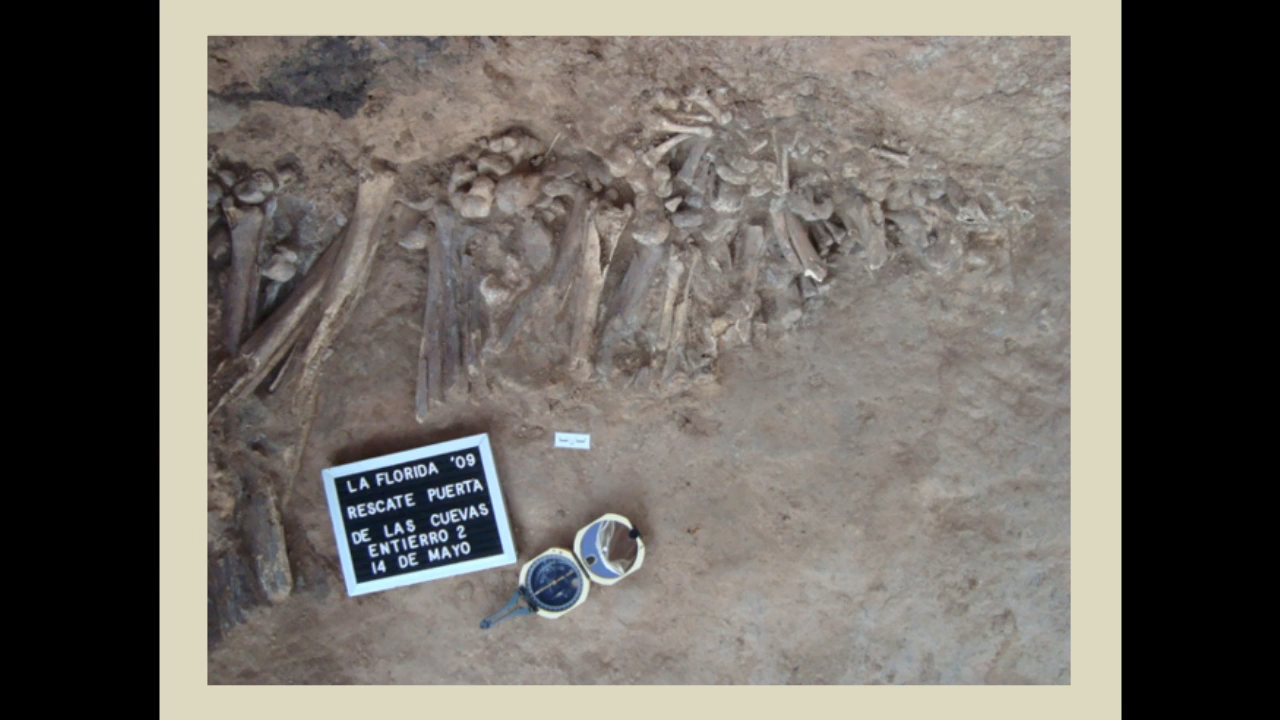 LA FLORIDA '09
RESCATE PUERTA
DE LAS CUEVAS
ENTIERRO 2
14 DE MAYO